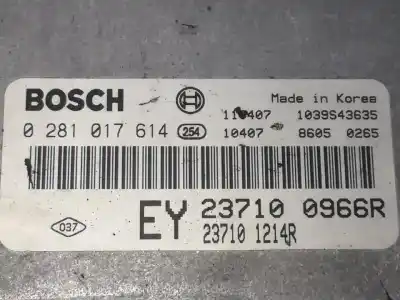 BOSCH Made in Korea
110407 1039S43635
0 281 017 614 254 10407 8605 0265
037 EY 23710 0966R
23710 1214R